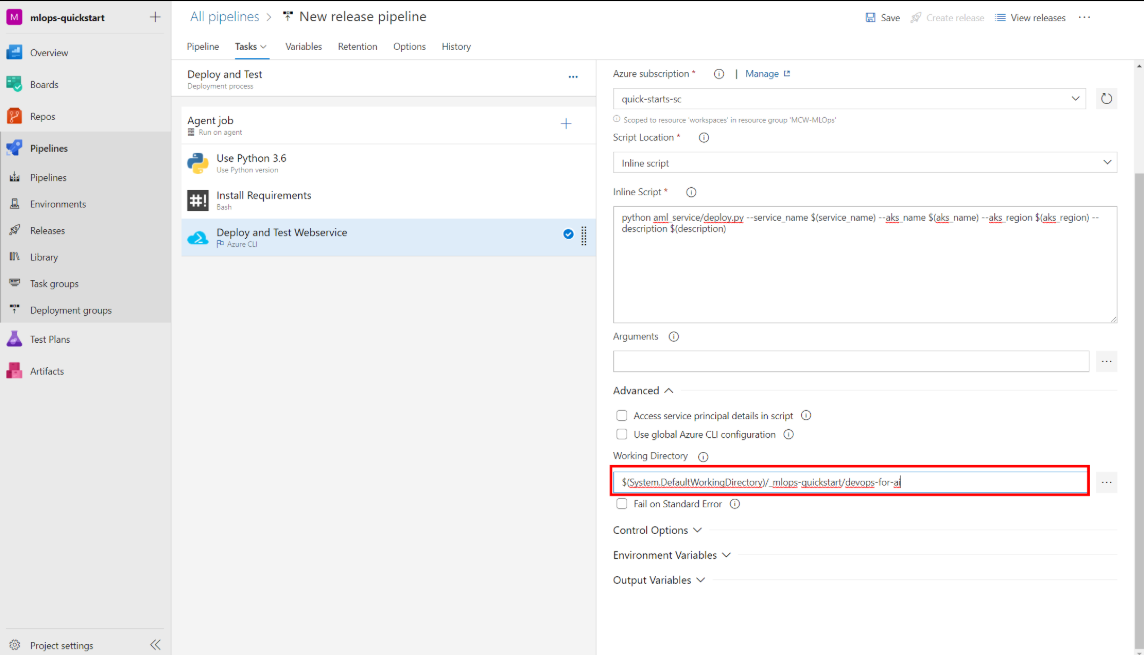 M mlops-quickstart
Overview
Boards
Repos
Pipelines
Pipelines
Environments
Releases
Library
Task groups
Deployment groups
Test Plans
Artifacts
Project settings
All pipelines > New release pipeline
Save
Create release
View releases
Pipeline Tasks Variables Retention Options History
Deploy and Test
Deployment process
Agent job
Run on agent
Use Python 3.6
Use Python version
Install Requirements
Bash
Deploy and Test Webservice
Azure CLI
Azure subscription * | Manage
quick-starts-sc
Scoped to resource 'workspaces' in resource group 'MCW-MLOps'
Script Location *
Inline script
Inline Script *
python aml_service/deploy.py --service_name $(service_name) --aks_name $(aks_name) --aks_region $(aks_region) --
description $(description)
Arguments
Advanced
Access service principal details in script
Use global Azure CLI configuration
Working Directory
$(System.DefaultWorkingDirectory)/_mlops-quickstart/devops-for-ai
Fail on Standard Error
Control Options
Environment Variables
Output Variables